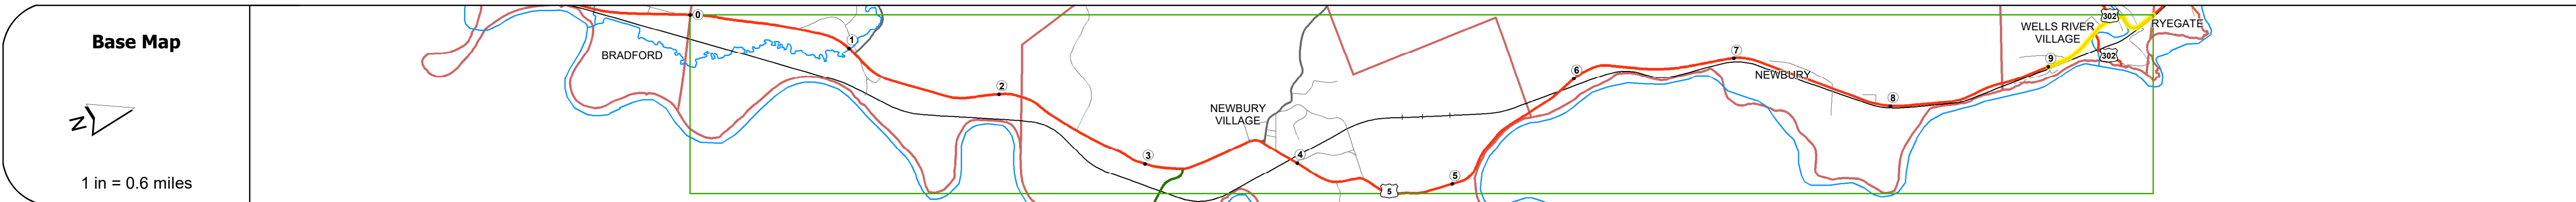 Base Map
N
1 in = 0.6 miles
BRADFORD
0
1
2
3
NEWBURY
VILLAGE
4
5
5
6
7
NEWBURY
8
9
WELLS RIVER
VILLAGE
302
302
RYEGATE